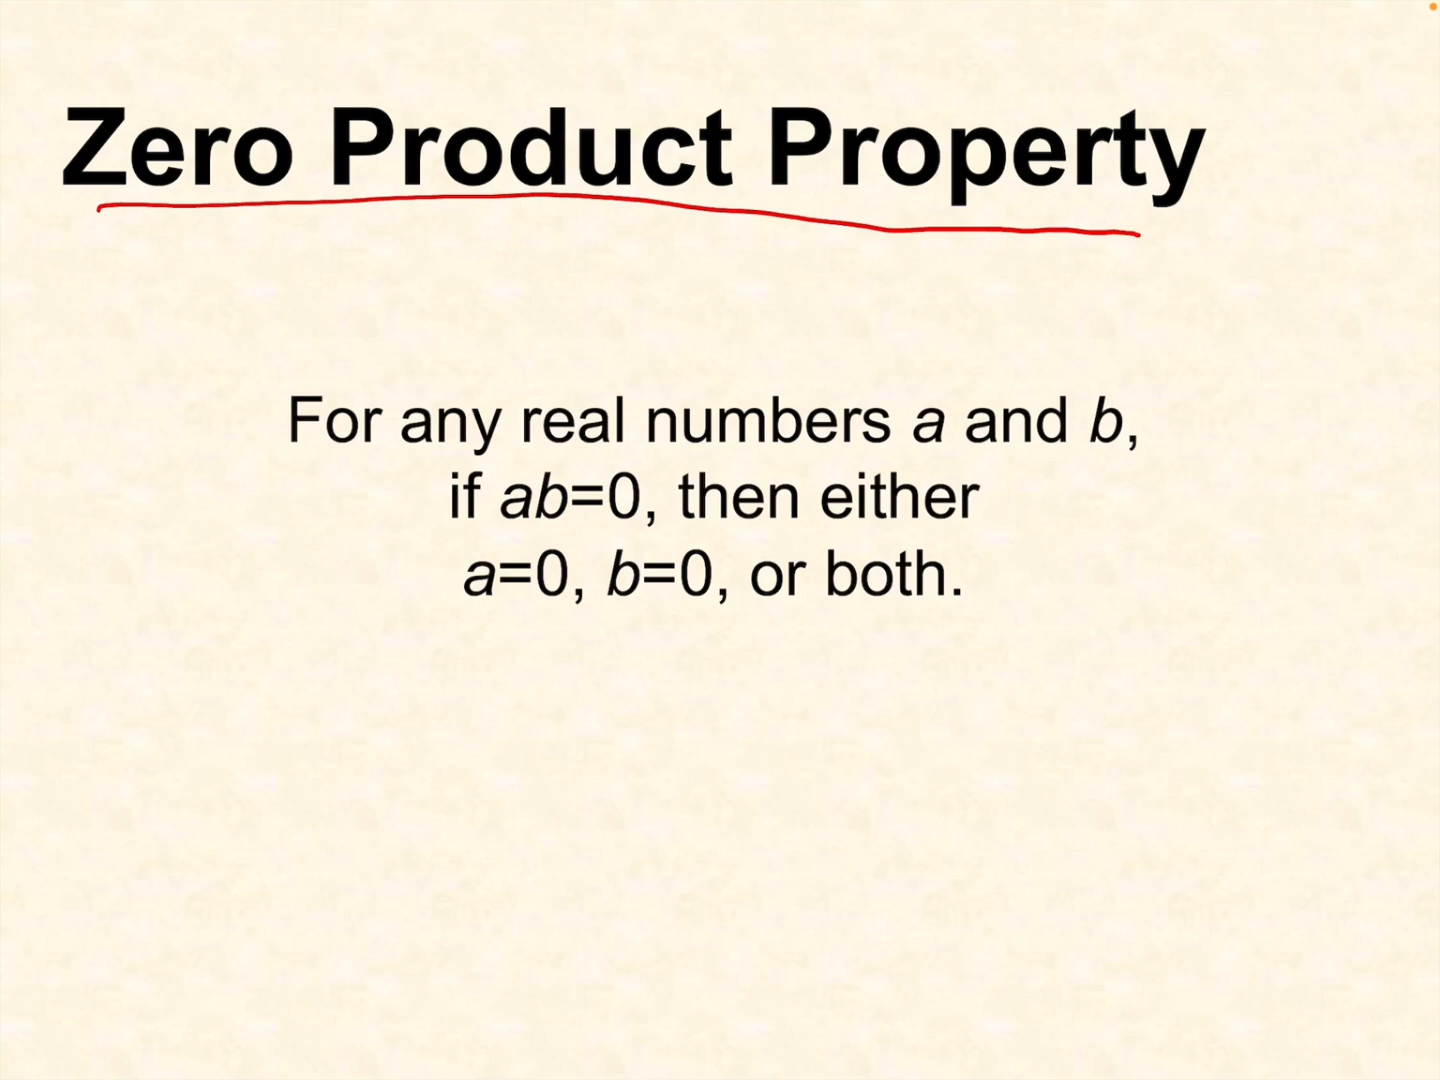 Zero Product Property
For any real numbers a and b,
if ab=0, then either
a=0, b=0, or both.